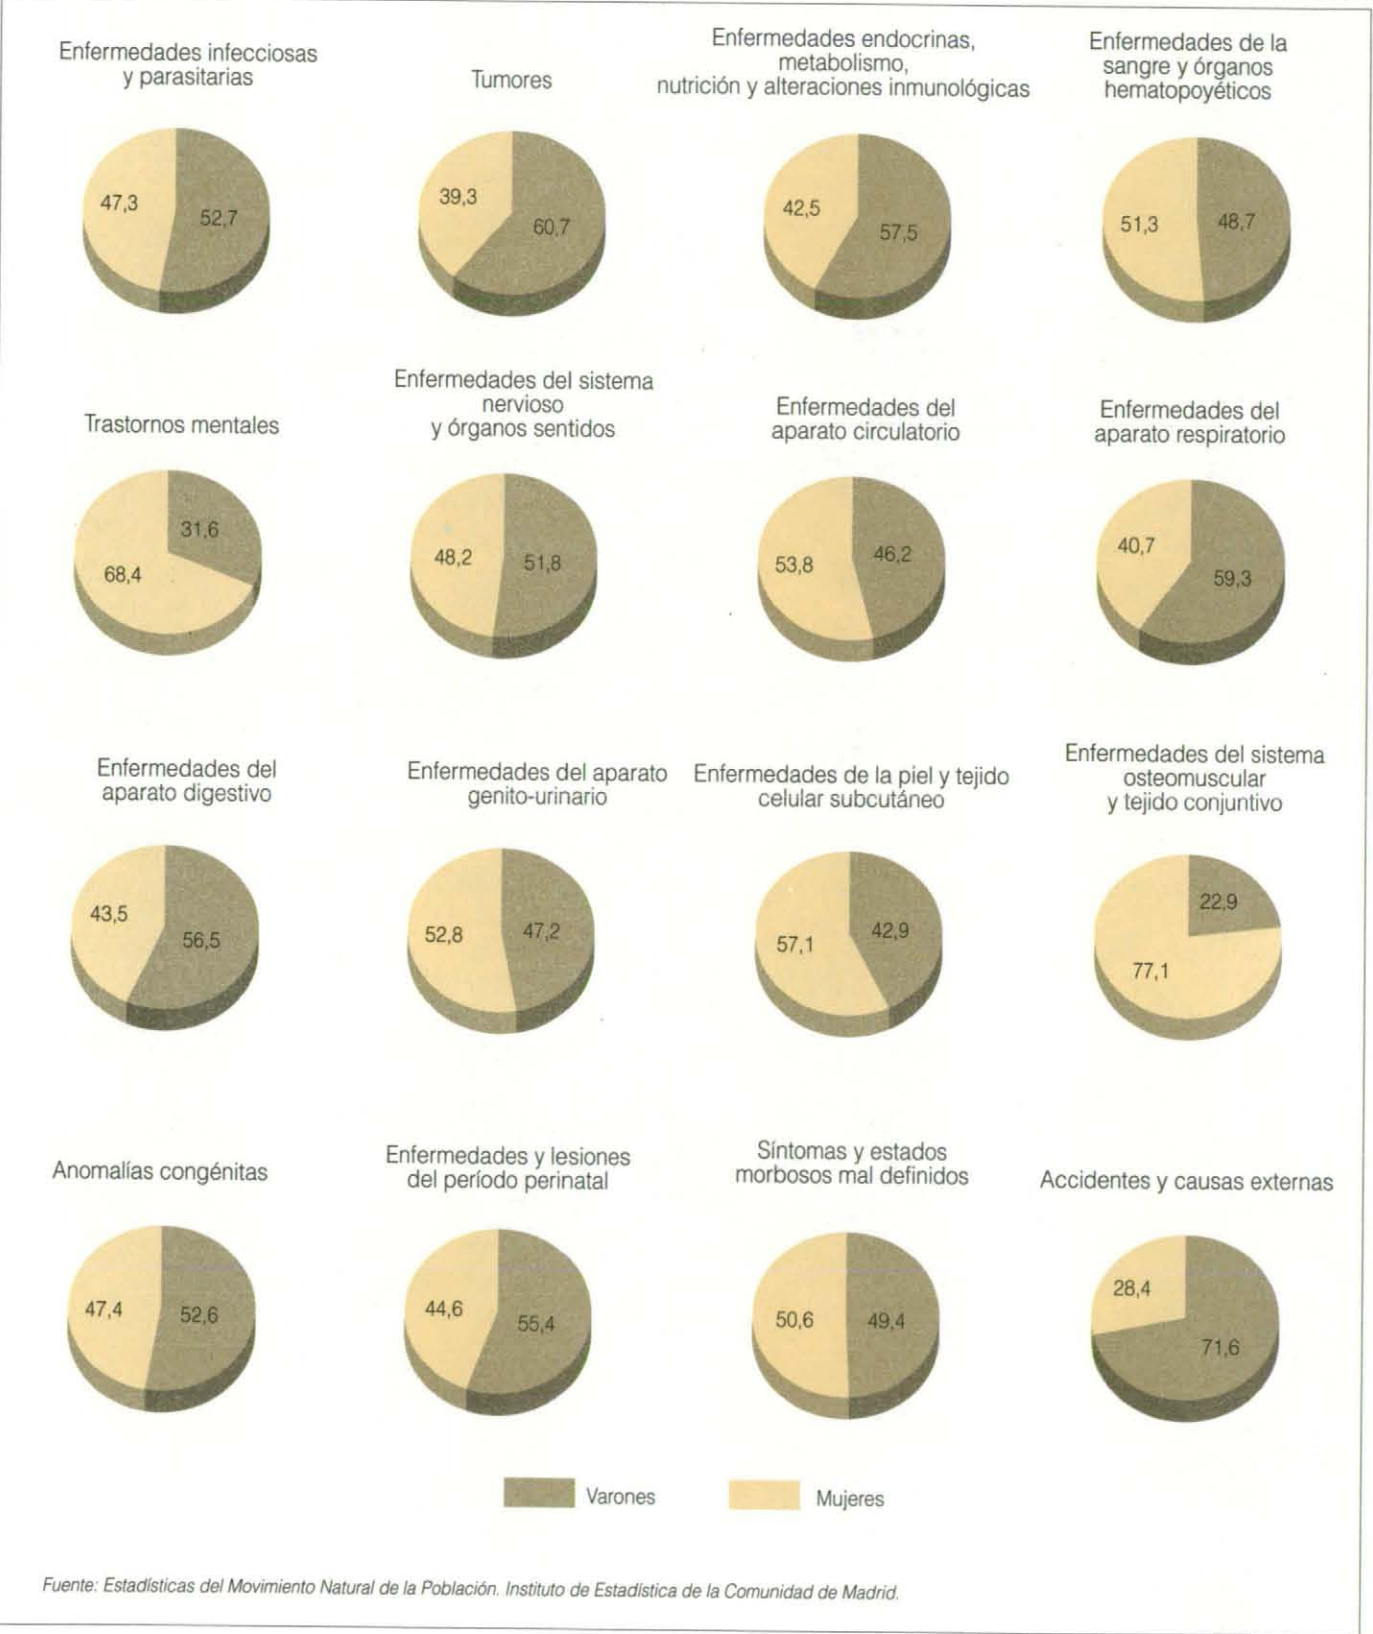 Enfermedades infecciosas
y parasitarias
47,3
52,7
Tumores
39,3
60,7
Enfermedades endocrinas,
metabolismo,
nutrición y alteraciones inmunológicas
42,5
57,5
Enfermedades de la
sangre y órganos
hematopoyéticos
51,3
48,7
Trastornos mentales
31,6
68,4
Enfermedades del sistema
nervioso
y órganos sentidos
48,2
51,8
Enfermedades del
aparato circulatorio
53,8
46,2
Enfermedades del
aparato respiratorio
40,7
59,3
Enfermedades del
aparato digestivo
43,5
56,5
Enfermedades del aparato
genito-urinario
52,8
47,2
Enfermedades de la piel y tejido
celular subcutáneo
57,1
42,9
Enfermedades del sistema
osteomuscular
y tejido conjuntivo
22,9
77,1
Anomalías congénitas
47,4
52,6
Enfermedades y lesiones
del período perinatal
44,6
55,4
Síntomas y estados
morbosos mal definidos
50,6
49,4
Accidentes y causas externas
28,4
71,6
Varones
Mujeres
Fuente: Estadísticas del Movimiento Natural de la Población. Instituto de Estadística de la Comunidad de Madrid.